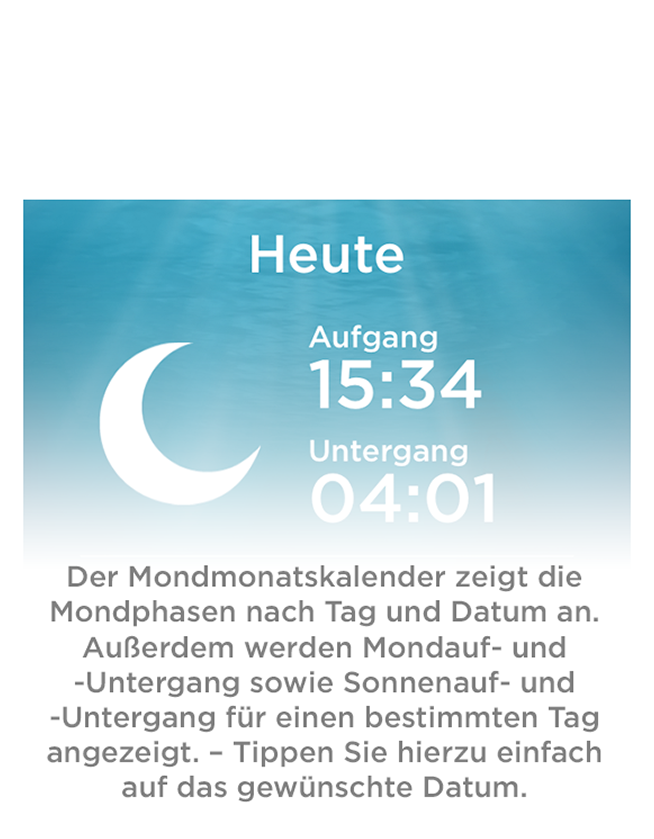 Heute
Aufgang
15:34
Untergang
04:01
Der Mondmonatskalender zeigt die
Mondphasen nach Tag und Datum an.
Außerdem werden Mondauf- und
-Untergang sowie Sonnenauf- und
-Untergang für einen bestimmten Tag
angezeigt. – Tippen Sie hierzu einfach
auf das gewünschte Datum.